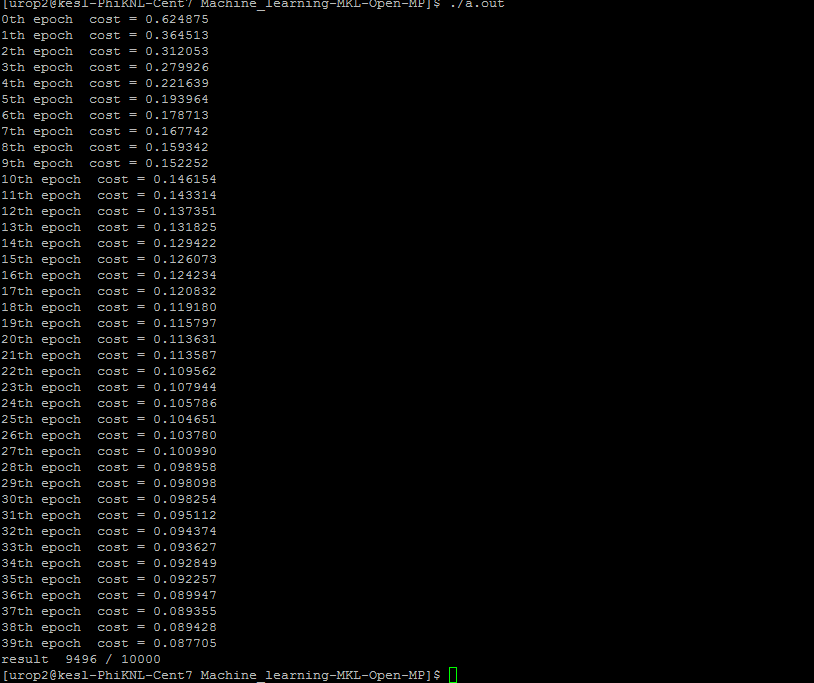 [urop2@kesl-PhiKNL-Cent7 Machine_learning-MKL-Open-MP]$ ./a.out
0th epoch  cost = 0.624875
1th epoch  cost = 0.364513
2th epoch  cost = 0.312053
3th epoch  cost = 0.279926
4th epoch  cost = 0.221639
5th epoch  cost = 0.193964
6th epoch  cost = 0.178713
7th epoch  cost = 0.167742
8th epoch  cost = 0.159342
9th epoch  cost = 0.152252
10th epoch  cost = 0.146154
11th epoch  cost = 0.143314
12th epoch  cost = 0.137351
13th epoch  cost = 0.131825
14th epoch  cost = 0.129422
15th epoch  cost = 0.126073
16th epoch  cost = 0.124234
17th epoch  cost = 0.120832
18th epoch  cost = 0.119180
19th epoch  cost = 0.115797
20th epoch  cost = 0.113631
21th epoch  cost = 0.113587
22th epoch  cost = 0.109562
23th epoch  cost = 0.107944
24th epoch  cost = 0.105786
25th epoch  cost = 0.104651
26th epoch  cost = 0.103780
27th epoch  cost = 0.100990
28th epoch  cost = 0.098958
29th epoch  cost = 0.098098
30th epoch  cost = 0.098254
31th epoch  cost = 0.095112
32th epoch  cost = 0.094374
33th epoch  cost = 0.093627
34th epoch  cost = 0.092849
35th epoch  cost = 0.092257
36th epoch  cost = 0.089947
37th epoch  cost = 0.089355
38th epoch  cost = 0.089428
39th epoch  cost = 0.087705
result  9496 / 10000
[urop2@kesl-PhiKNL-Cent7 Machine_learning-MKL-Open-MP]$